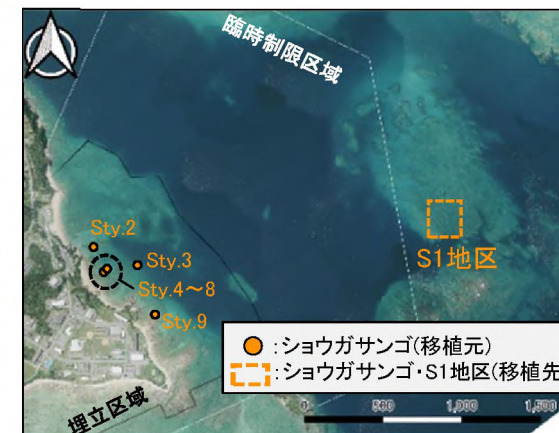 臨時制限区域
Sty.2
Sty.3
Sty.4～8
Sty.9
S1地区
:ショウガサンゴ(移植元)
:ショウガサンゴ・S1地区(移植先
埋立区域
0 500 1,000 1,500